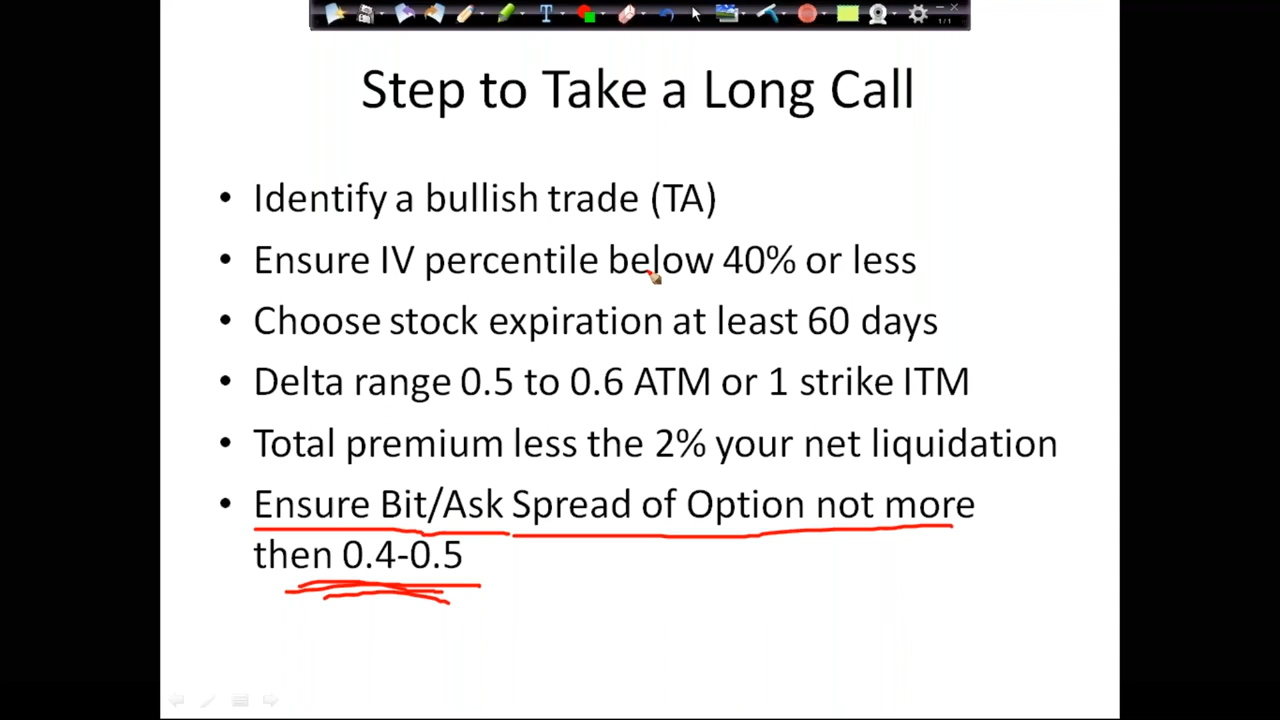 1/1
Step to Take a Long Call
• Identify a bullish trade (TA)
• Ensure IV percentile below 40% or less
• Choose stock expiration at least 60 days
• Delta range 0.5 to 0.6 ATM or 1 strike ITM
• Total premium less the 2% your net liquidation
• Ensure Bit/Ask Spread of Option not more
then 0.4-0.5